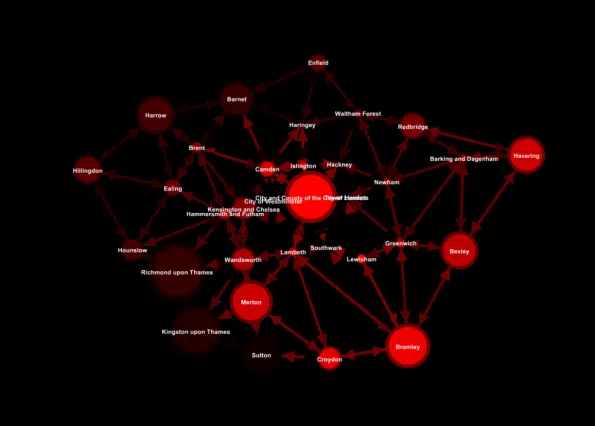 Enfield
Barnet
Harrow
Waltham Forest
Haringey
Redbridge
Brent
Barking and Dagenham
Havering
Hillingdon
Camden
Islington
Hackney
Newham
Ealing
City and County of the City of London
City of Westminster
Kensington and Chelsea
Hammersmith and Fulham
Greenwich
Hounslow
Southwark
Bexley
Lambeth
Wandsworth
Lewisham
Richmond upon Thames
Merton
Kingston upon Thames
Bromley
Sutton
Croydon